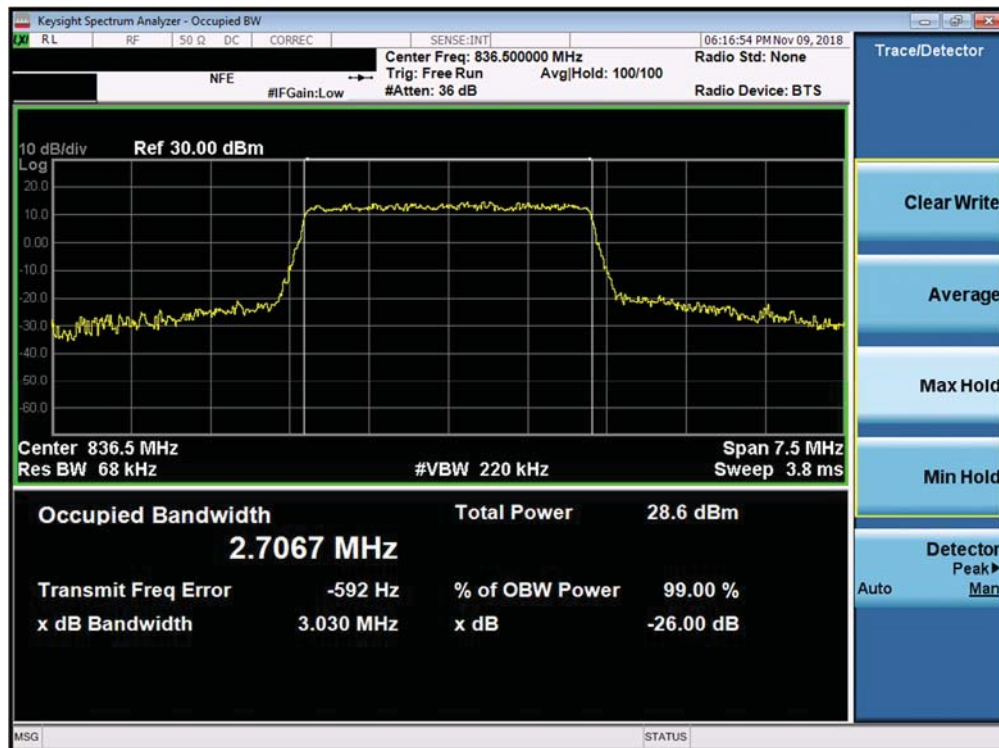 Keysight Spectrum Analyzer - Occupied BW
LXI RL RF 50 Ω DC CORREC SENSE:INT 06:16:54 PM Nov 09, 2018
Center Freq: 836.500000 MHz Radio Std: None
NFE Trig: Free Run Avg|Hold: 100/100
#IFGain:Low #Atten: 36 dB Radio Device: BTS
Trace/Detector
10 dB/div Ref 30.00 dBm
Log
20.0
10.0
0.00
-10.0
-20.0
-30.0
-40.0
-50.0
-60.0
Center 836.5 MHz Span 7.5 MHz
Res BW 68 kHz #VBW 220 kHz Sweep 3.8 ms
Occupied Bandwidth Total Power 28.6 dBm
2.7067 MHz
Transmit Freq Error -592 Hz % of OBW Power 99.00 %
x dB Bandwidth 3.030 MHz x dB -26.00 dB
Clear Write
Average
Max Hold
Min Hold
Detector
Peak▶
Auto Man
MSG STATUS